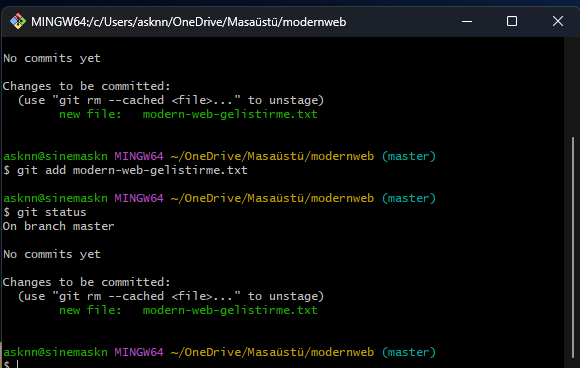 MINGW64:/c/Users/asknn/OneDrive/Masaüstü/modernweb
No commits yet
Changes to be committed:
(use "git rm --cached <file>..." to unstage)
new file:   modern-web-gelistirme.txt
asknn@sinemaskn MINGW64 ~/OneDrive/Masaüstü/modernweb (master)
$ git add modern-web-gelistirme.txt
asknn@sinemaskn MINGW64 ~/OneDrive/Masaüstü/modernweb (master)
$ git status
On branch master
No commits yet
Changes to be committed:
(use "git rm --cached <file>..." to unstage)
new file:   modern-web-gelistirme.txt
asknn@sinemaskn MINGW64 ~/OneDrive/Masaüstü/modernweb (master)
$